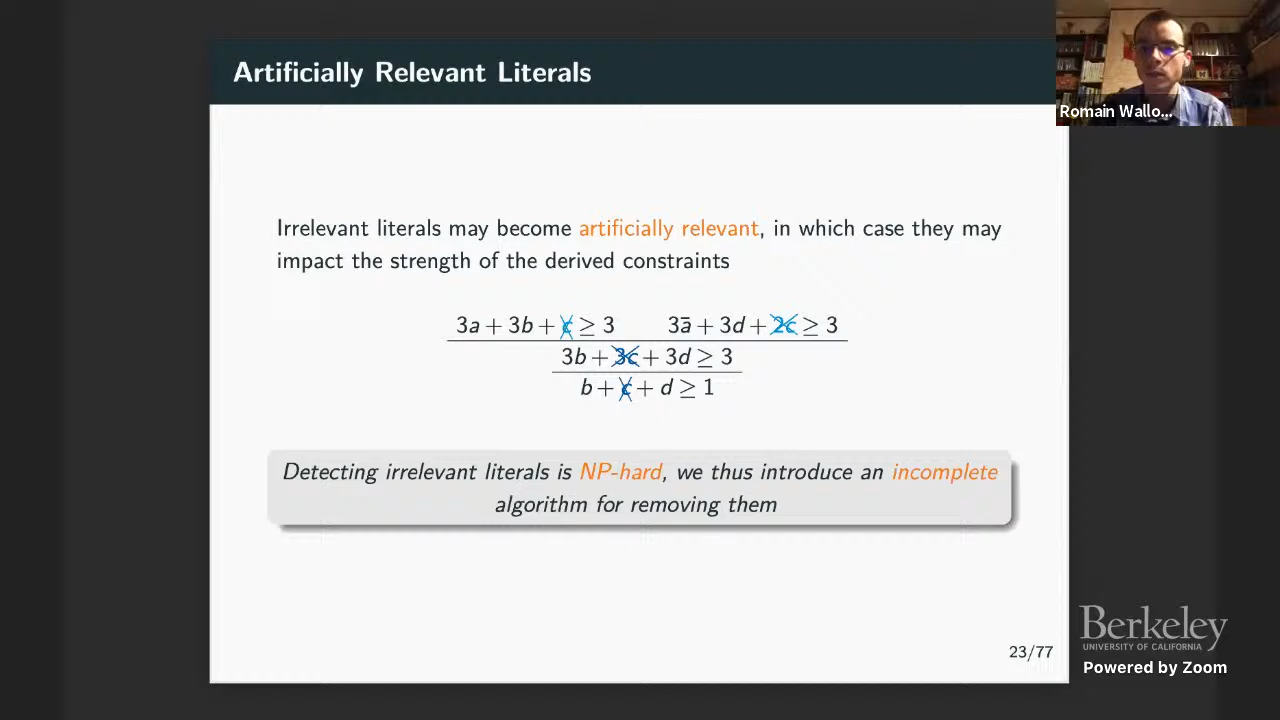 Artificially Relevant Literals
Romain Wallo...
Irrelevant literals may become artificially relevant, in which case they may
impact the strength of the derived constraints
3a + 3b + c ≥ 3 3ā + 3d + 2c ≥ 3
3b + 3c + 3d ≥ 3
b + c + d ≥ 1
Detecting irrelevant literals is NP-hard, we thus introduce an incomplete
algorithm for removing them
23/77
Berkeley
UNIVERSITY OF CALIFORNIA
Powered by Zoom